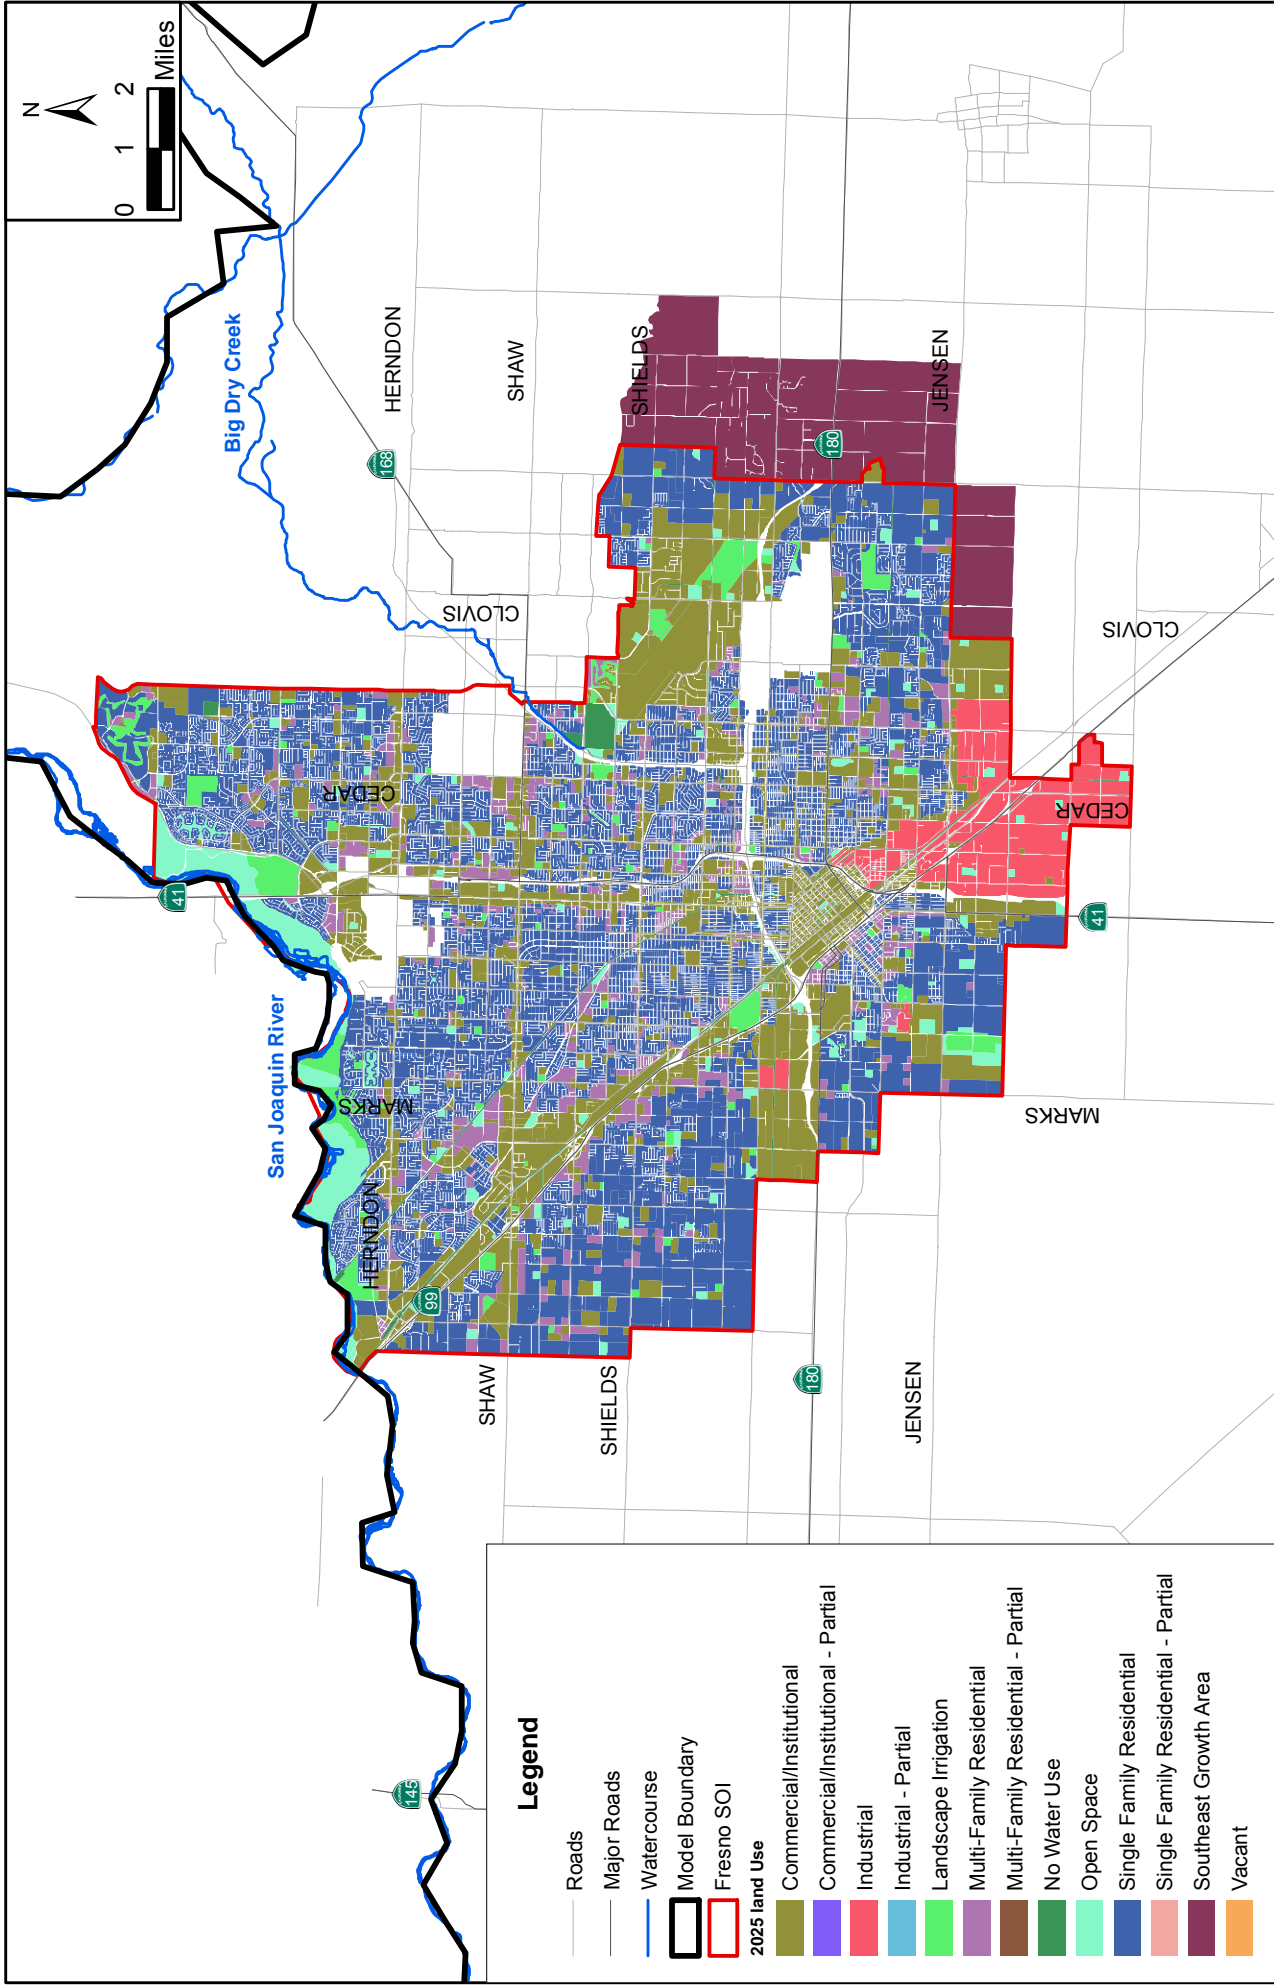 N
0 1 2
Miles
Big Dry Creek
San Joaquin River
HERNDON
SHAW
SHIELDS
JENSEN
CLOVIS
CLOVIS
CEDAR
CEDAR
MARKS
MARKS
HERNDON
SHAW
SHIELDS
JENSEN
168
180
41
41
99
180
145
Legend
Roads
Major Roads
Watercourse
Model Boundary
Fresno SOI
2025 land Use
Commercial/Institutional
Commercial/Institutional - Partial
Industrial
Industrial - Partial
Landscape Irrigation
Multi-Family Residential
Multi-Family Residential - Partial
No Water Use
Open Space
Single Family Residential
Single Family Residential - Partial
Southeast Growth Area
Vacant